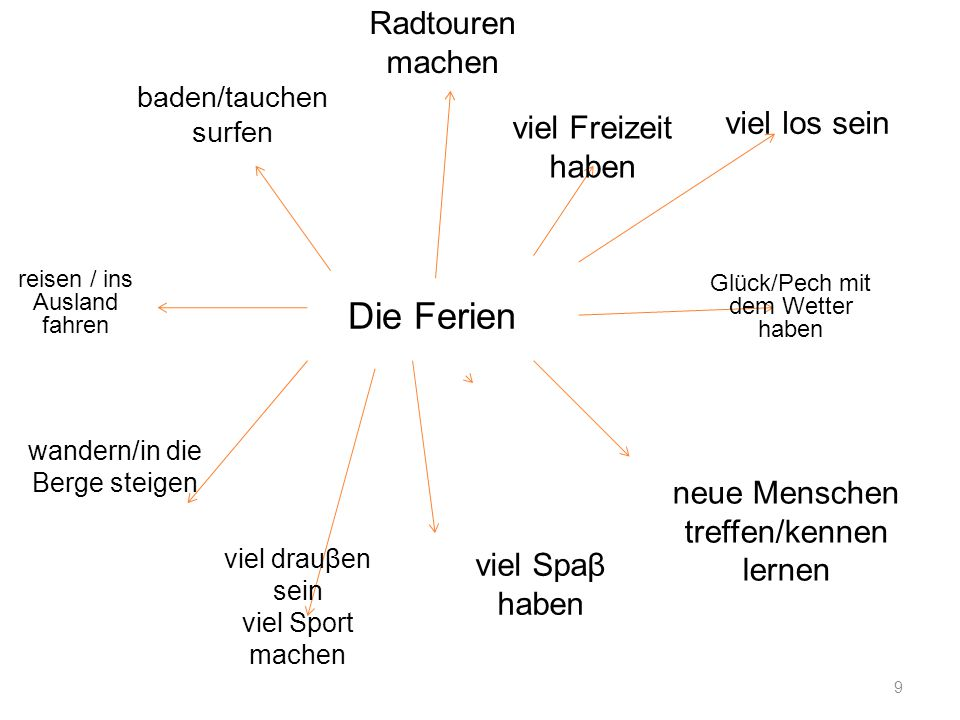 Radtouren
machen
baden/tauchen
surfen
viel Freizeit
haben
viel los sein
reisen / ins
Ausland
fahren
Die Ferien
Glück/Pech mit
dem Wetter
haben
wandern/in die
Berge steigen
neue Menschen
treffen/kennen
lernen
viel drauβen
sein
viel Sport
machen
viel Spaβ
haben
9